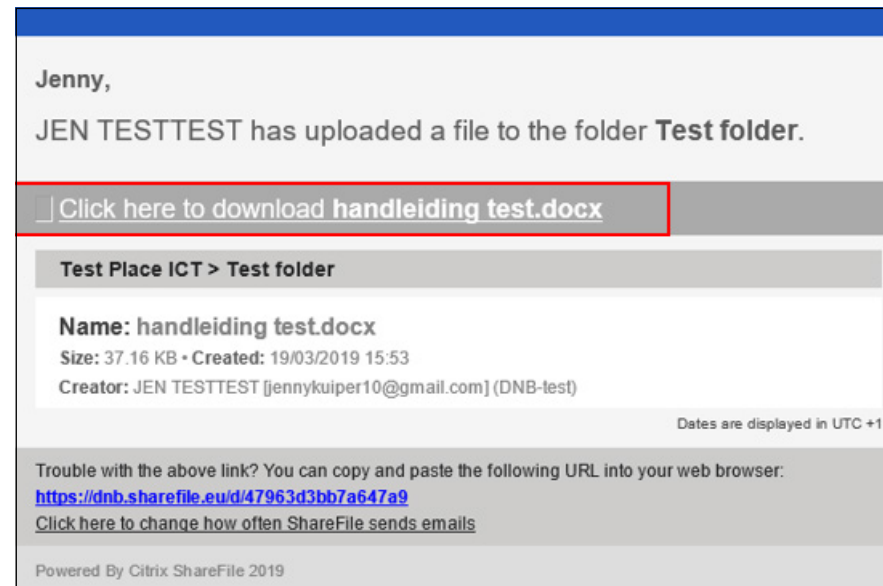 Jenny,
JEN TESTTEST has uploaded a file to the folder Test folder.
Click here to download handleiding test.docx
Test Place ICT > Test folder
Name: handleiding test.docx
Size: 37.16 KB • Created: 19/03/2019 15:53
Creator: JEN TESTTEST [jennykuiper10@gmail.com] (DNB-test)
Dates are displayed in UTC +1
Trouble with the above link? You can copy and paste the following URL into your web browser:
https://dnb.sharefile.eu/d/47963d3bb7a647a9
Click here to change how often ShareFile sends emails
Powered By Citrix ShareFile 2019